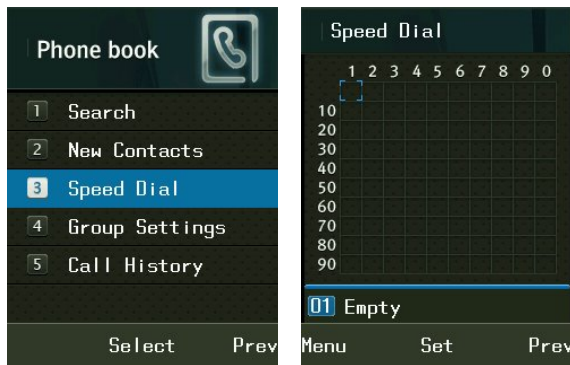 Phone book
1 Search
2 New Contacts
3 Speed Dial
4 Group Settings
5 Call History
Select Prev
Speed Dial
1 2 3 4 5 6 7 8 9 0
10
20
30
40
50
60
70
80
90
01 Empty
Menu Set Prev